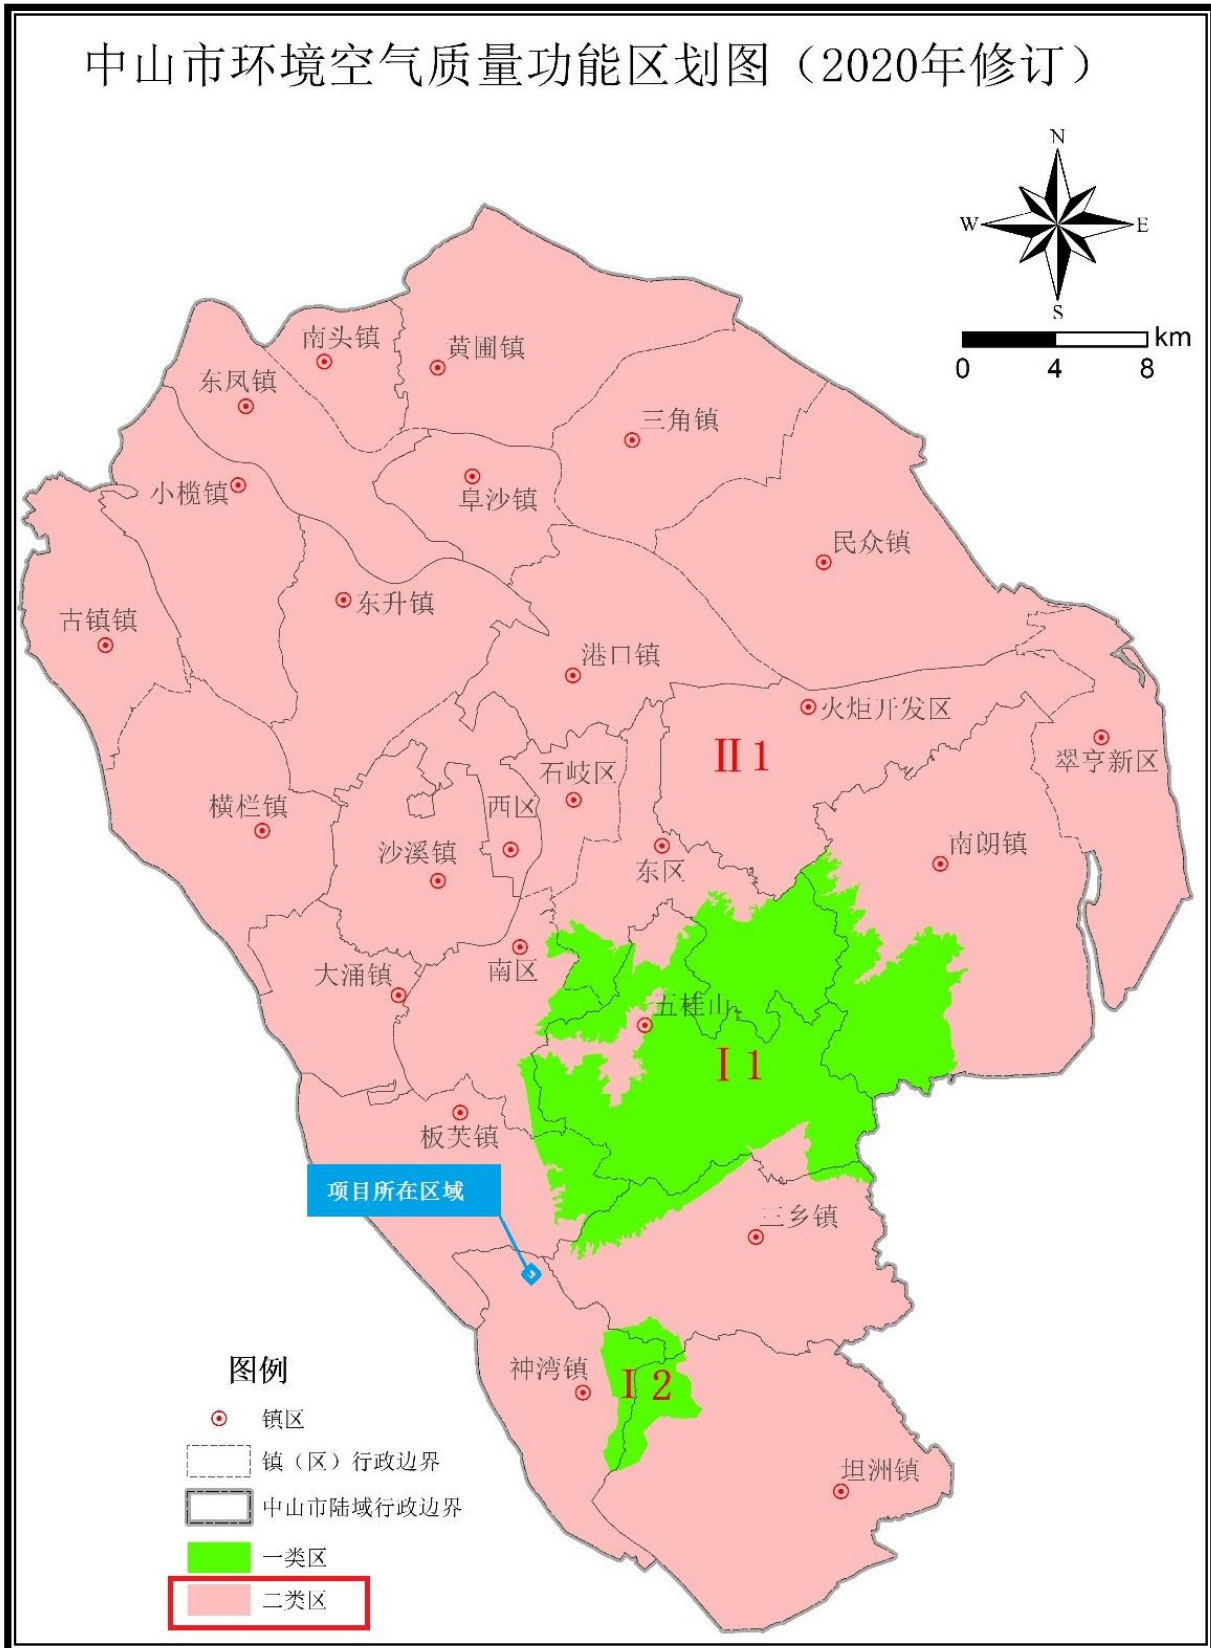 中山市环境空气质量功能区划图（2020年修订）
N
W
E
S
km
0
4
8
南头镇
黄圃镇
东凤镇
三角镇
小榄镇
阜沙镇
民众镇
古镇镇
东升镇
港口镇
火炬开发区
翠亨新区
Ⅱ1
石岐区
横栏镇
西区
沙溪镇
东区
南朗镇
南区
大涌镇
五桂山
Ⅰ1
板芙镇
项目所在区域
三乡镇
神湾镇
Ⅰ2
坦洲镇
图例
镇区
镇（区）行政边界
中山市陆域行政边界
一类区
二类区